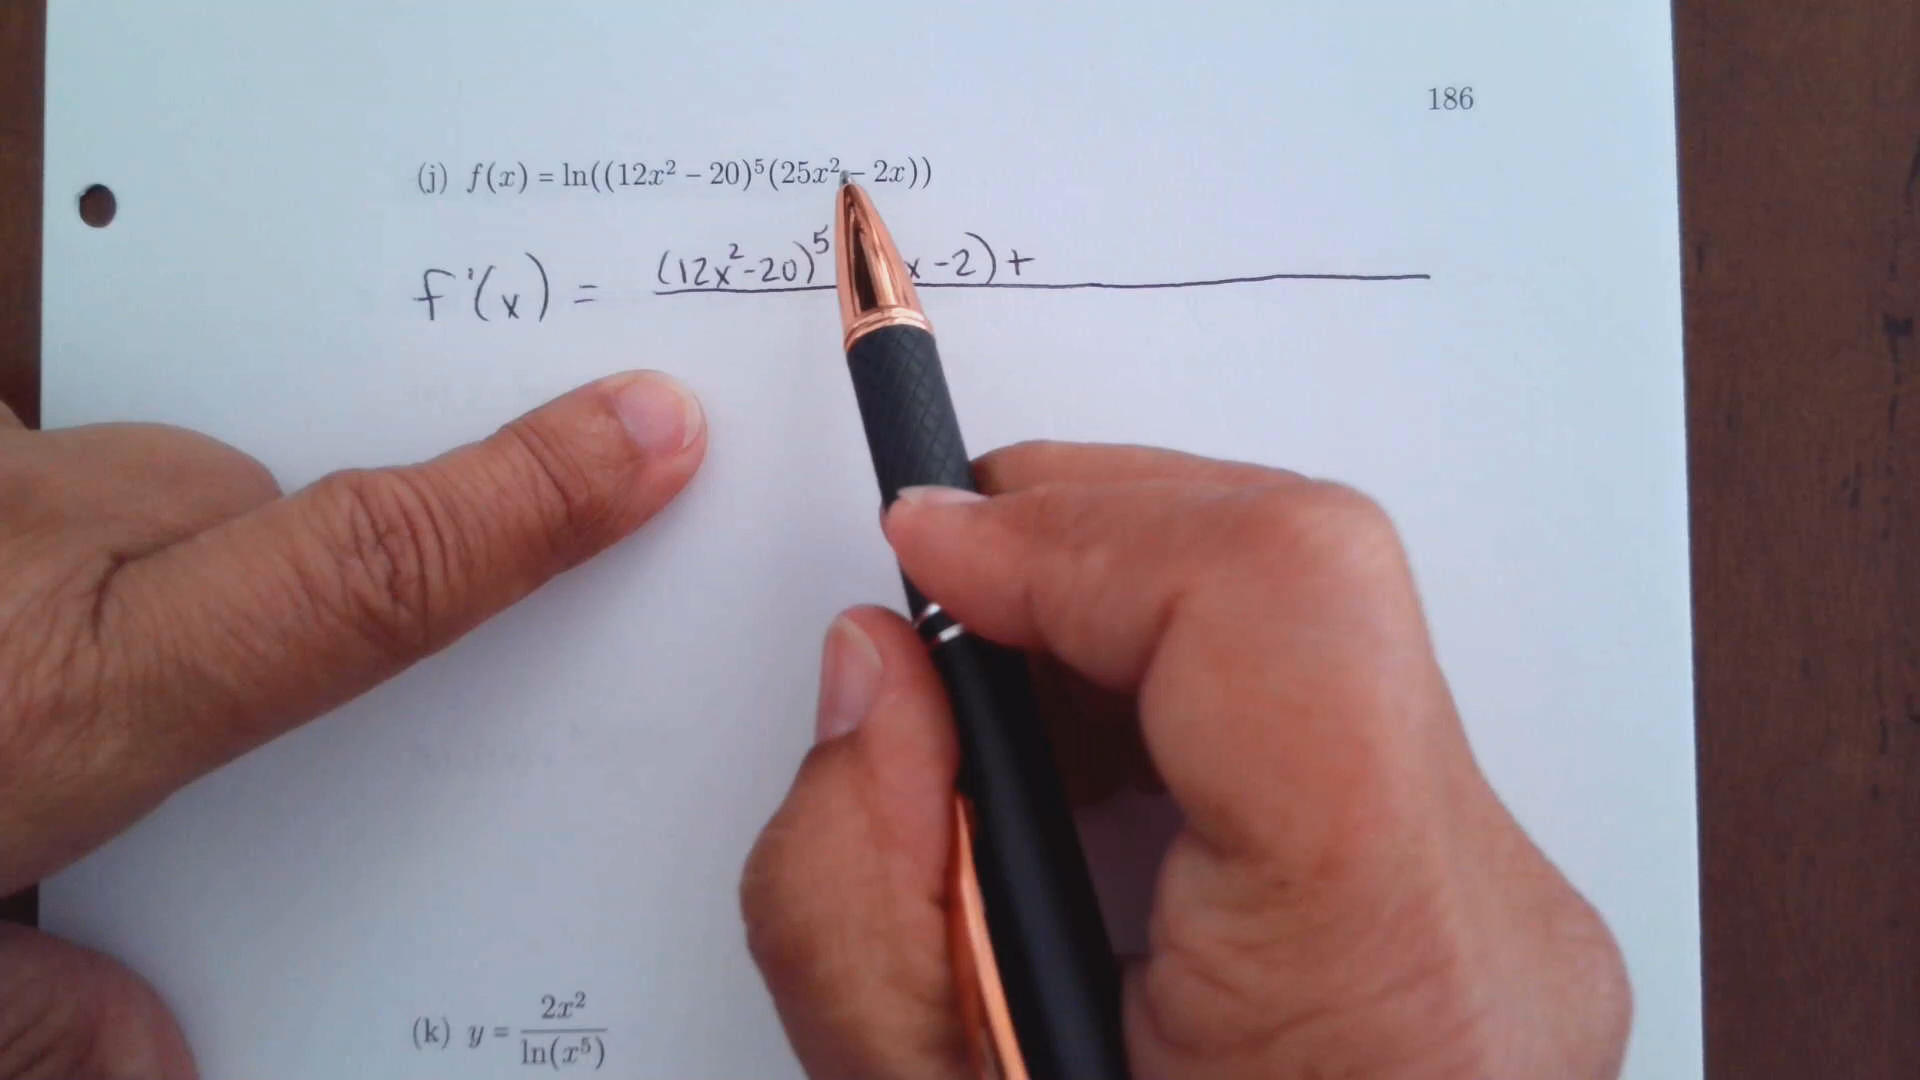 186
(j) f(x) = ln((12x² − 20)⁵(25x² − 2x))
f'(x) = (12x²-20)⁵ x -2) +
(k) y = 2x² / ln(x⁵)